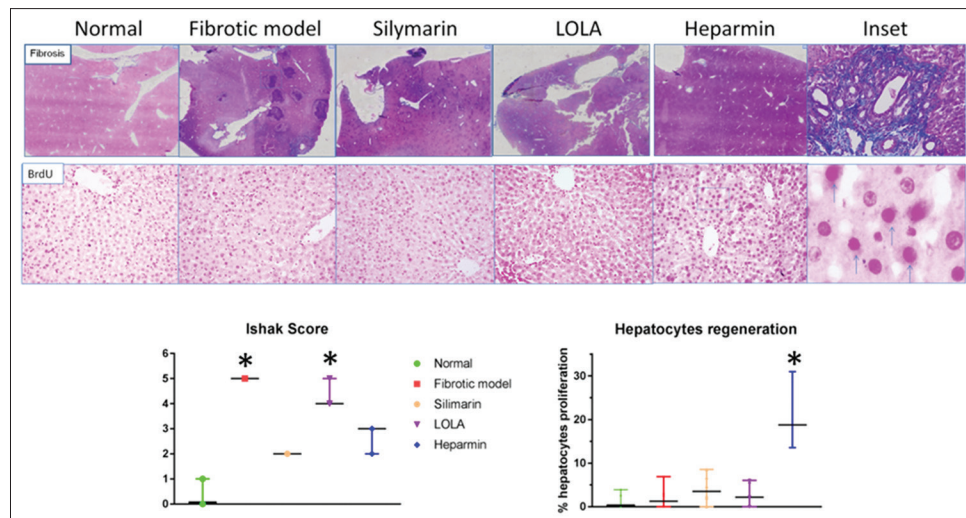 Normal Fibrotic model Silymarin LOLA Heparmin Inset
Fibrosis
BrdU
Ishak Score
6
5
4
3
2
1
0
* *
Normal
Fibrotic model
Silimarin
LOLA
Heparmin
Hepatocytes regeneration
% hepatocytes proliferation
30
20
10
0
*